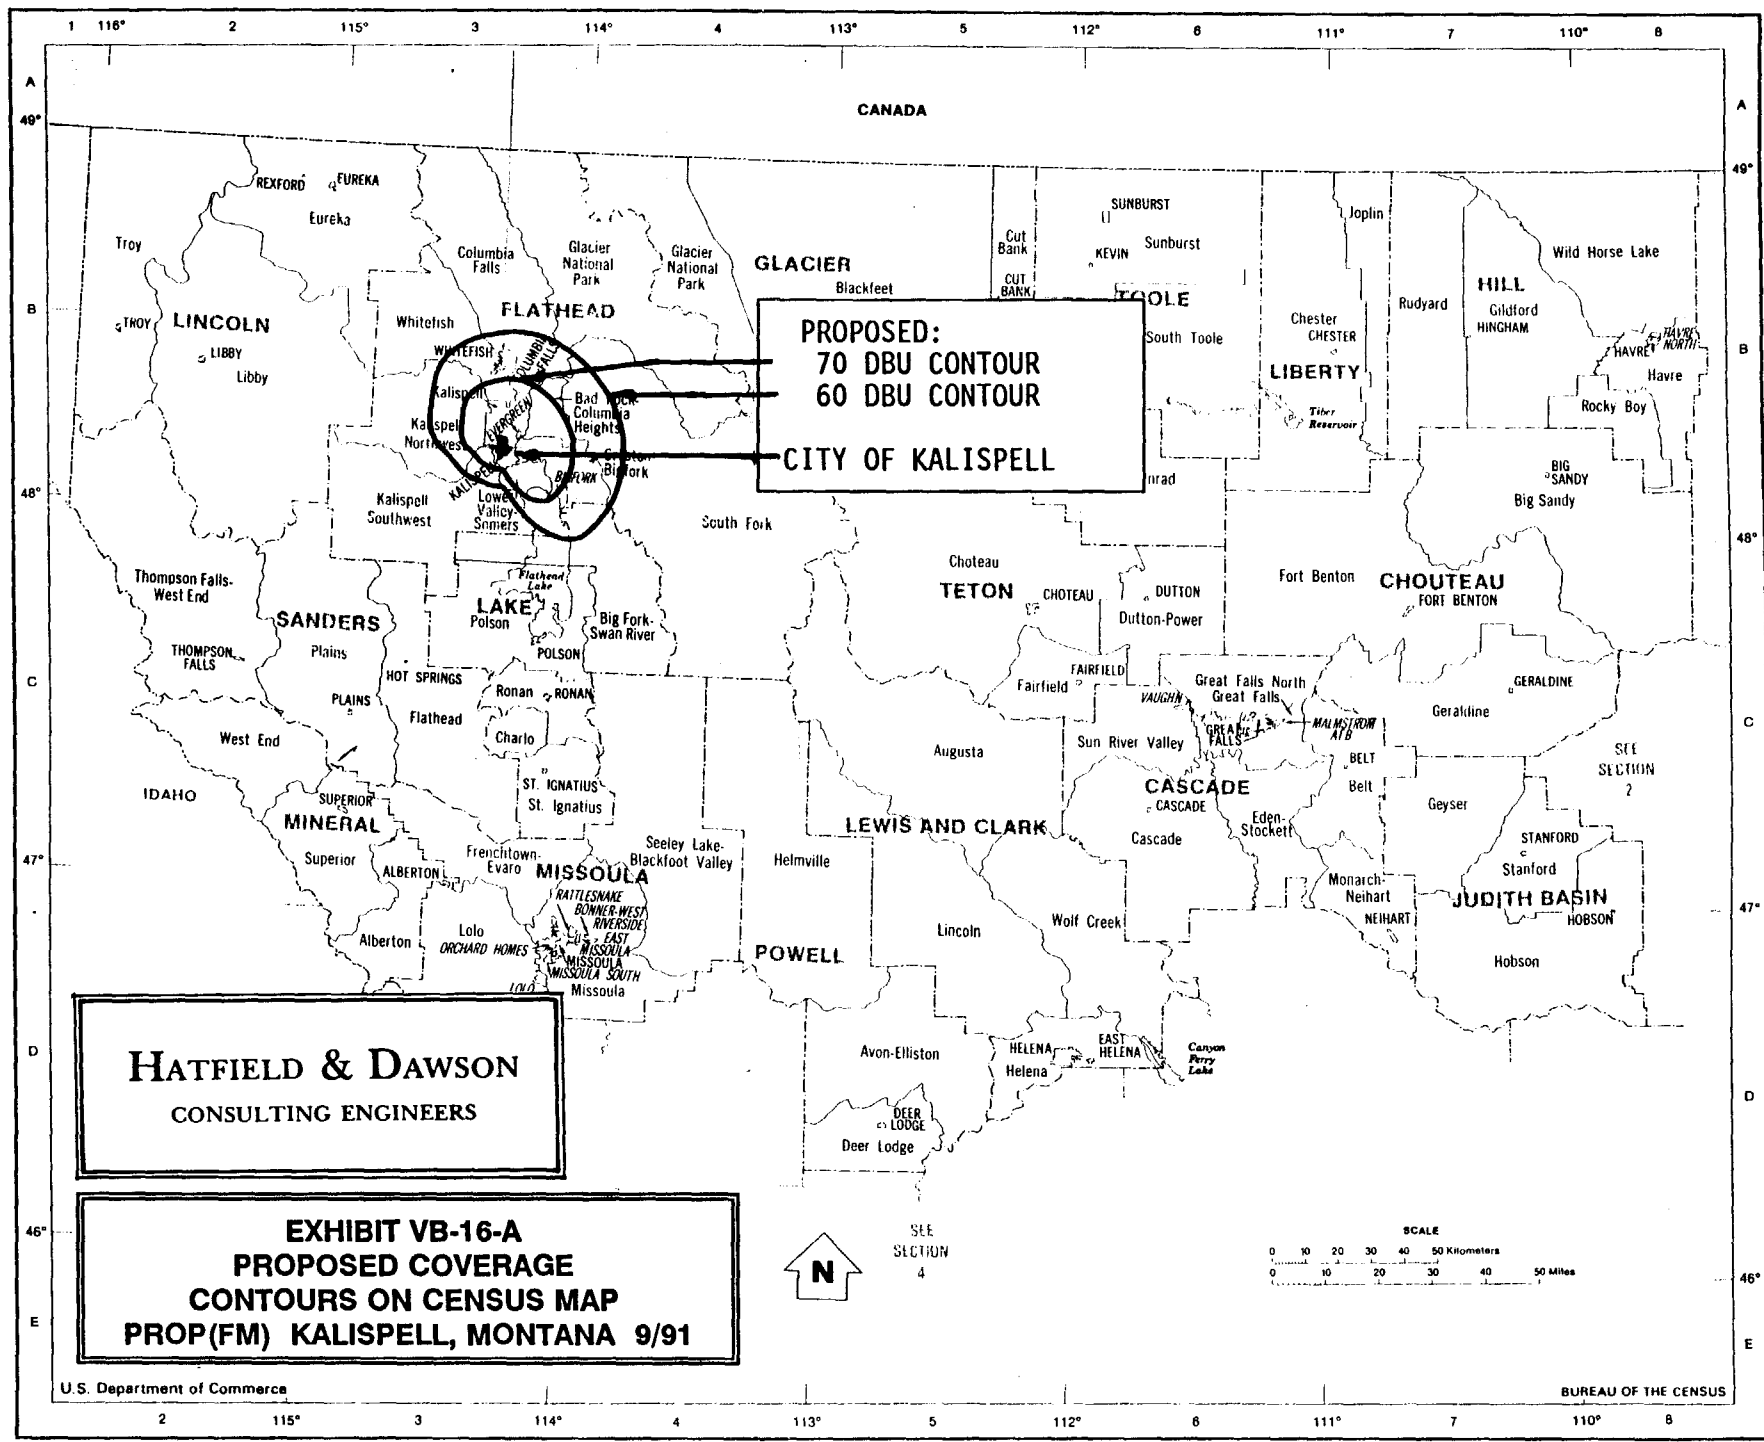 1 116° 2 115° 3 114° 4 113° 5 112° 6 111° 7 110° 8
A
A
49°
49°
CANADA
REXFORD
EUREKA
Eureka
Troy
TROY
LINCOLN
LIBBY
Libby
Columbia
Falls
Glacier
National
Park
Glacier
National
Park
GLACIER
Blackfeet
FLATHEAD
Whitefish
WHITEFISH
Kalispell
EVERGREEN
Northwest
KALISPELL
Columbia
Heights
BIGFORK
Bigfork
Kalispell
Southwest
Lower
Valley-
Somers
South Fork
Cut
Bank
CUT
BANK
SUNBURST
KEVIN
Sunburst
TOOLE
South Toole
Joplin
Chester
CHESTER
LIBERTY
Tiber
Reservoir
Rudyard
HILL
Gildford
HINGHAM
Wild Horse Lake
HAVRE
NORTH
HAVRE
Havre
Rocky Boy
B
B
PROPOSED:
70 DBU CONTOUR
60 DBU CONTOUR
CITY OF KALISPELL
nrad
BIG
SANDY
Big Sandy
48°
48°
Thompson Falls-
West End
THOMPSON
FALLS
SANDERS
Plains
PLAINS
HOT SPRINGS
Flathead
Flathead
Lake
LAKE
Polson
POLSON
Big Fork-
Swan River
Ronan
RONAN
Charlo
ST. IGNATIUS
St. Ignatius
Choteau
TETON
CHOTEAU
DUTTON
Dutton-Power
FAIRFIELD
Fairfield
Fort Benton
CHOUTEAU
FORT BENTON
VAUGHN
Great Falls North
Great Falls
GREAT
FALLS
MALMSTROM
AFB
Sun River Valley
GERALDINE
Geraldine
C
C
West End
IDAHO
SUPERIOR
MINERAL
Superior
ALBERTON
Alberton
Augusta
LEWIS AND CLARK
CASCADE
CASCADE
Cascade
Eden-
Stockett
BELT
Belt
Geyser
SEE
SECTION
2
STANFORD
Stanford
JUDITH BASIN
HOBSON
Hobson
Monarch-
Neihart
NEIHART
47°
47°
Frenchtown-
Evaro
MISSOULA
RATTLESNAKE
BONNER-WEST
RIVERSIDE
EAST
MISSOULA
MISSOULA
MISSOULA SOUTH
Missoula
Lolo
ORCHARD HOMES
LOLO
Seeley Lake-
Blackfoot Valley
Helmville
POWELL
Lincoln
Wolf Creek
Avon-Elliston
HELENA
Helena
EAST
HELENA
Canyon
Ferry
Lake
DEER
LODGE
Deer Lodge
D
D
HATFIELD & DAWSON
CONSULTING ENGINEERS
EXHIBIT VB-16-A
PROPOSED COVERAGE
CONTOURS ON CENSUS MAP
PROP(FM) KALISPELL, MONTANA 9/91
46°
46°
E
E
N
SEE
SECTION
4
SCALE
0 10 20 30 40 50 Kilometers
0 10 20 30 40 50 Miles
U.S. Department of Commerce
BUREAU OF THE CENSUS
2 115° 3 114° 4 113° 5 112° 6 111° 7 110° 8